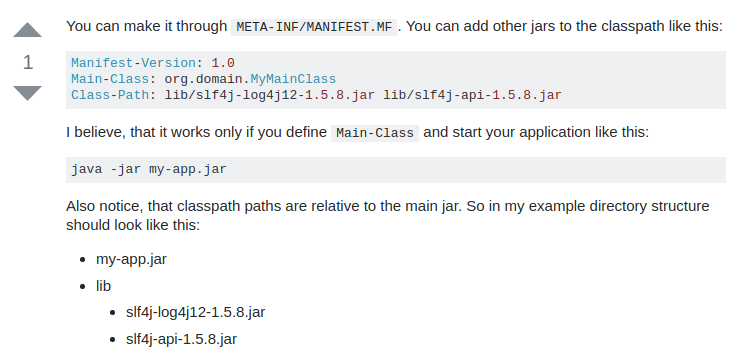 You can make it through META-INF/MANIFEST.MF. You can add other jars to the classpath like this:
1
Manifest-Version: 1.0
Main-Class: org.domain.MyMainClass
Class-Path: lib/slf4j-log4j12-1.5.8.jar lib/slf4j-api-1.5.8.jar
I believe, that it works only if you define Main-Class and start your application like this:
java -jar my-app.jar
Also notice, that classpath paths are relative to the main jar. So in my example directory structure
should look like this:
• my-app.jar
• lib
• slf4j-log4j12-1.5.8.jar
• slf4j-api-1.5.8.jar